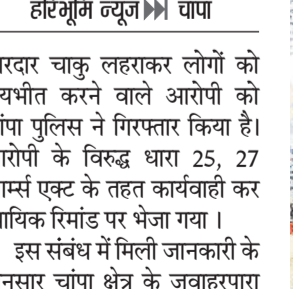 हरिभूमि न्यूज चांपा
रदार चाकु लहराकर लोगों को
यभीत करने वाले आरोपी को
ांपा पुलिस ने गिरफ्तार किया है।
रोपी के विरुद्ध धारा 25, 27
र्म्स एक्ट के तहत कार्यवाही कर
ायिक रिमांड पर भेजा गया ।
इस संबंध में मिली जानकारी के
नुसार चांपा क्षेत्र के जवाहरपारा